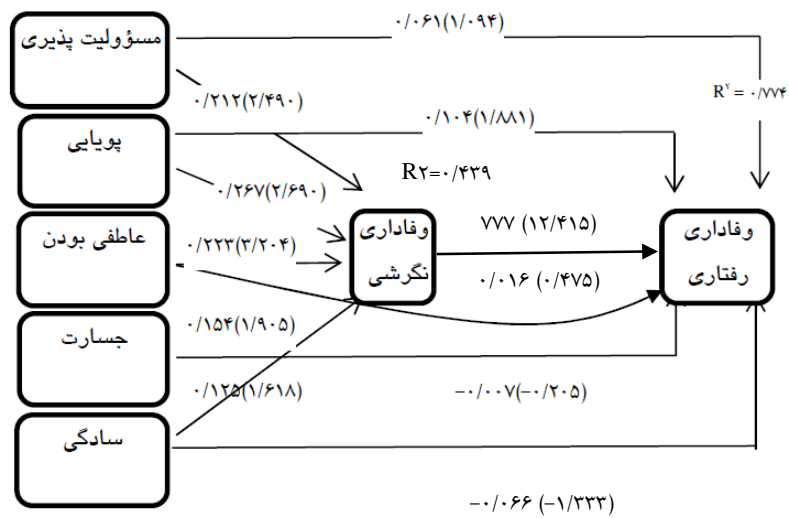 مسؤولیت پذیری
۰/۰۶۱(۱/۰۹۴)
R۲ = ۰/۷۷۴
۰/۲۱۲(۲/۴۹۰)
پویایی
۰/۱۰۴(۱/۸۸۱)
R۲=۰/۴۳۹
۰/۲۶۷(۲/۶۹۰)
عاطفی بودن
۰/۲۲۳(۳/۲۰۴)
وفاداری
نگرشی
۷۷۷ (۱۲/۴۱۵)
۰/۰۱۶ (۰/۴۷۵)
وفاداری
رفتاری
جسارت
۰/۱۵۴(۱/۹۰۵)
۰/۱۲۵(۱/۶۱۸)
−۰/۰۰۷(−۰/۲۰۵)
سادگی
−۰/۰۶۶ (−۱/۳۳۳)